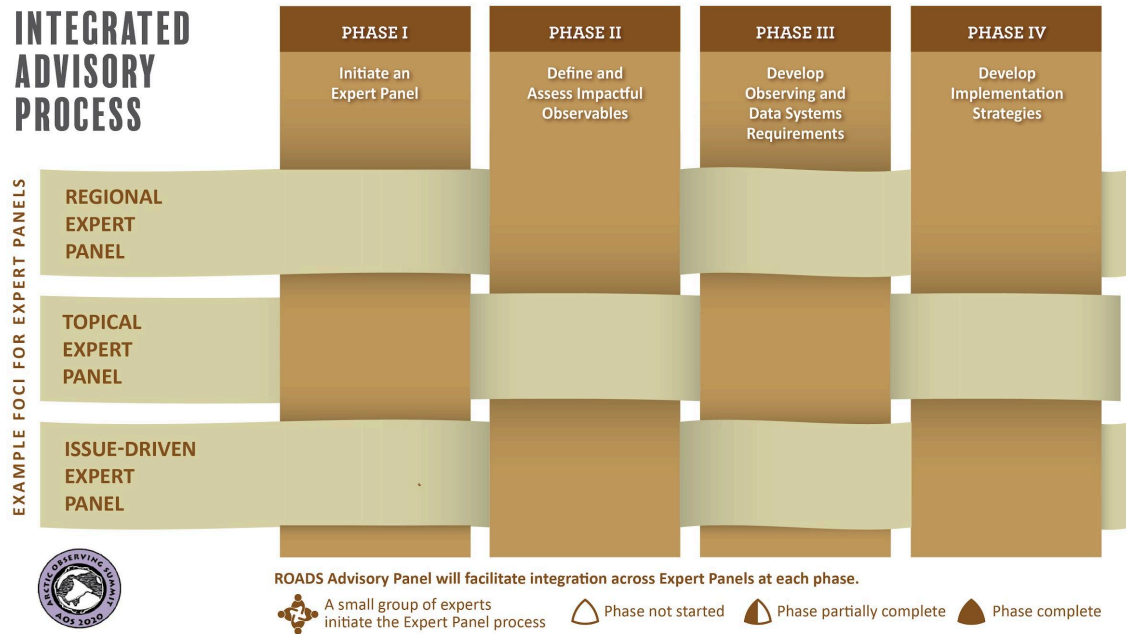 INTEGRATED
ADVISORY
PROCESS
PHASE I
Initiate an
Expert Panel
PHASE II
Define and
Assess Impactful
Observables
PHASE III
Develop
Observing and
Data Systems
Requirements
PHASE IV
Develop
Implementation
Strategies
EXAMPLE FOCI FOR EXPERT PANELS
REGIONAL
EXPERT
PANEL
TOPICAL
EXPERT
PANEL
ISSUE-DRIVEN
EXPERT
PANEL
ARCTIC OBSERVING SUMMIT
AOS 2020
ROADS Advisory Panel will facilitate integration across Expert Panels at each phase.
A small group of experts
initiate the Expert Panel process
Phase not started
Phase partially complete
Phase complete